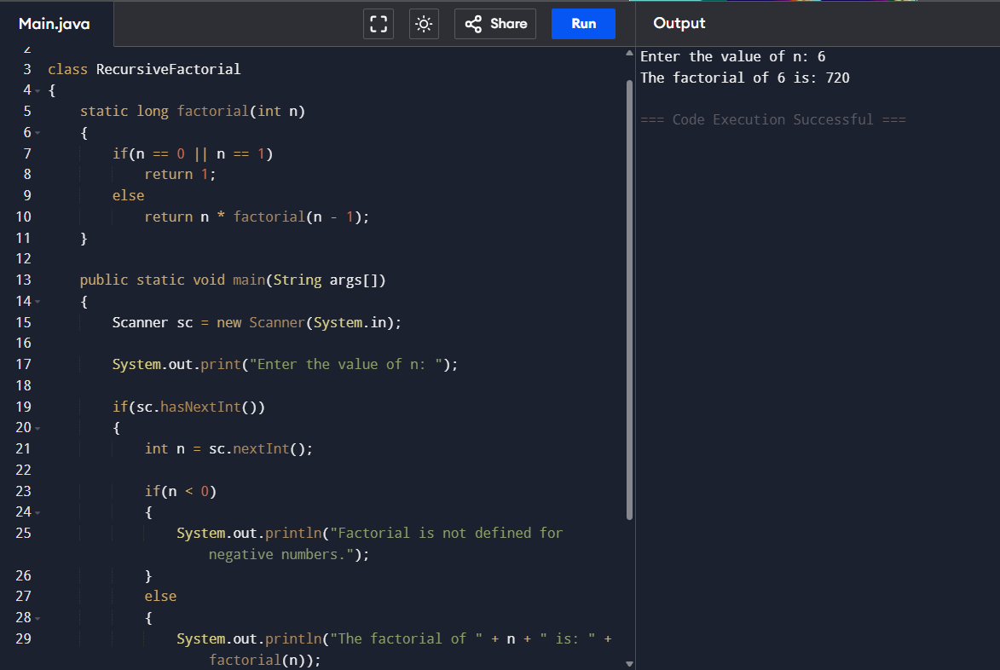 Main.java
Share
Run
Output
2
3 class RecursiveFactorial
4 {
5     static long factorial(int n)
6     {
7         if(n == 0 || n == 1)
8             return 1;
9         else
10             return n * factorial(n - 1);
11     }
12
13     public static void main(String args[])
14     {
15         Scanner sc = new Scanner(System.in);
16
17         System.out.print("Enter the value of n: ");
18
19         if(sc.hasNextInt())
20         {
21             int n = sc.nextInt();
22
23             if(n < 0)
24             {
25                 System.out.println("Factorial is not defined for
                    negative numbers.");
26             }
27             else
28             {
29                 System.out.println("The factorial of " + n + " is: " +
                    factorial(n));
Enter the value of n: 6
The factorial of 6 is: 720
=== Code Execution Successful ===